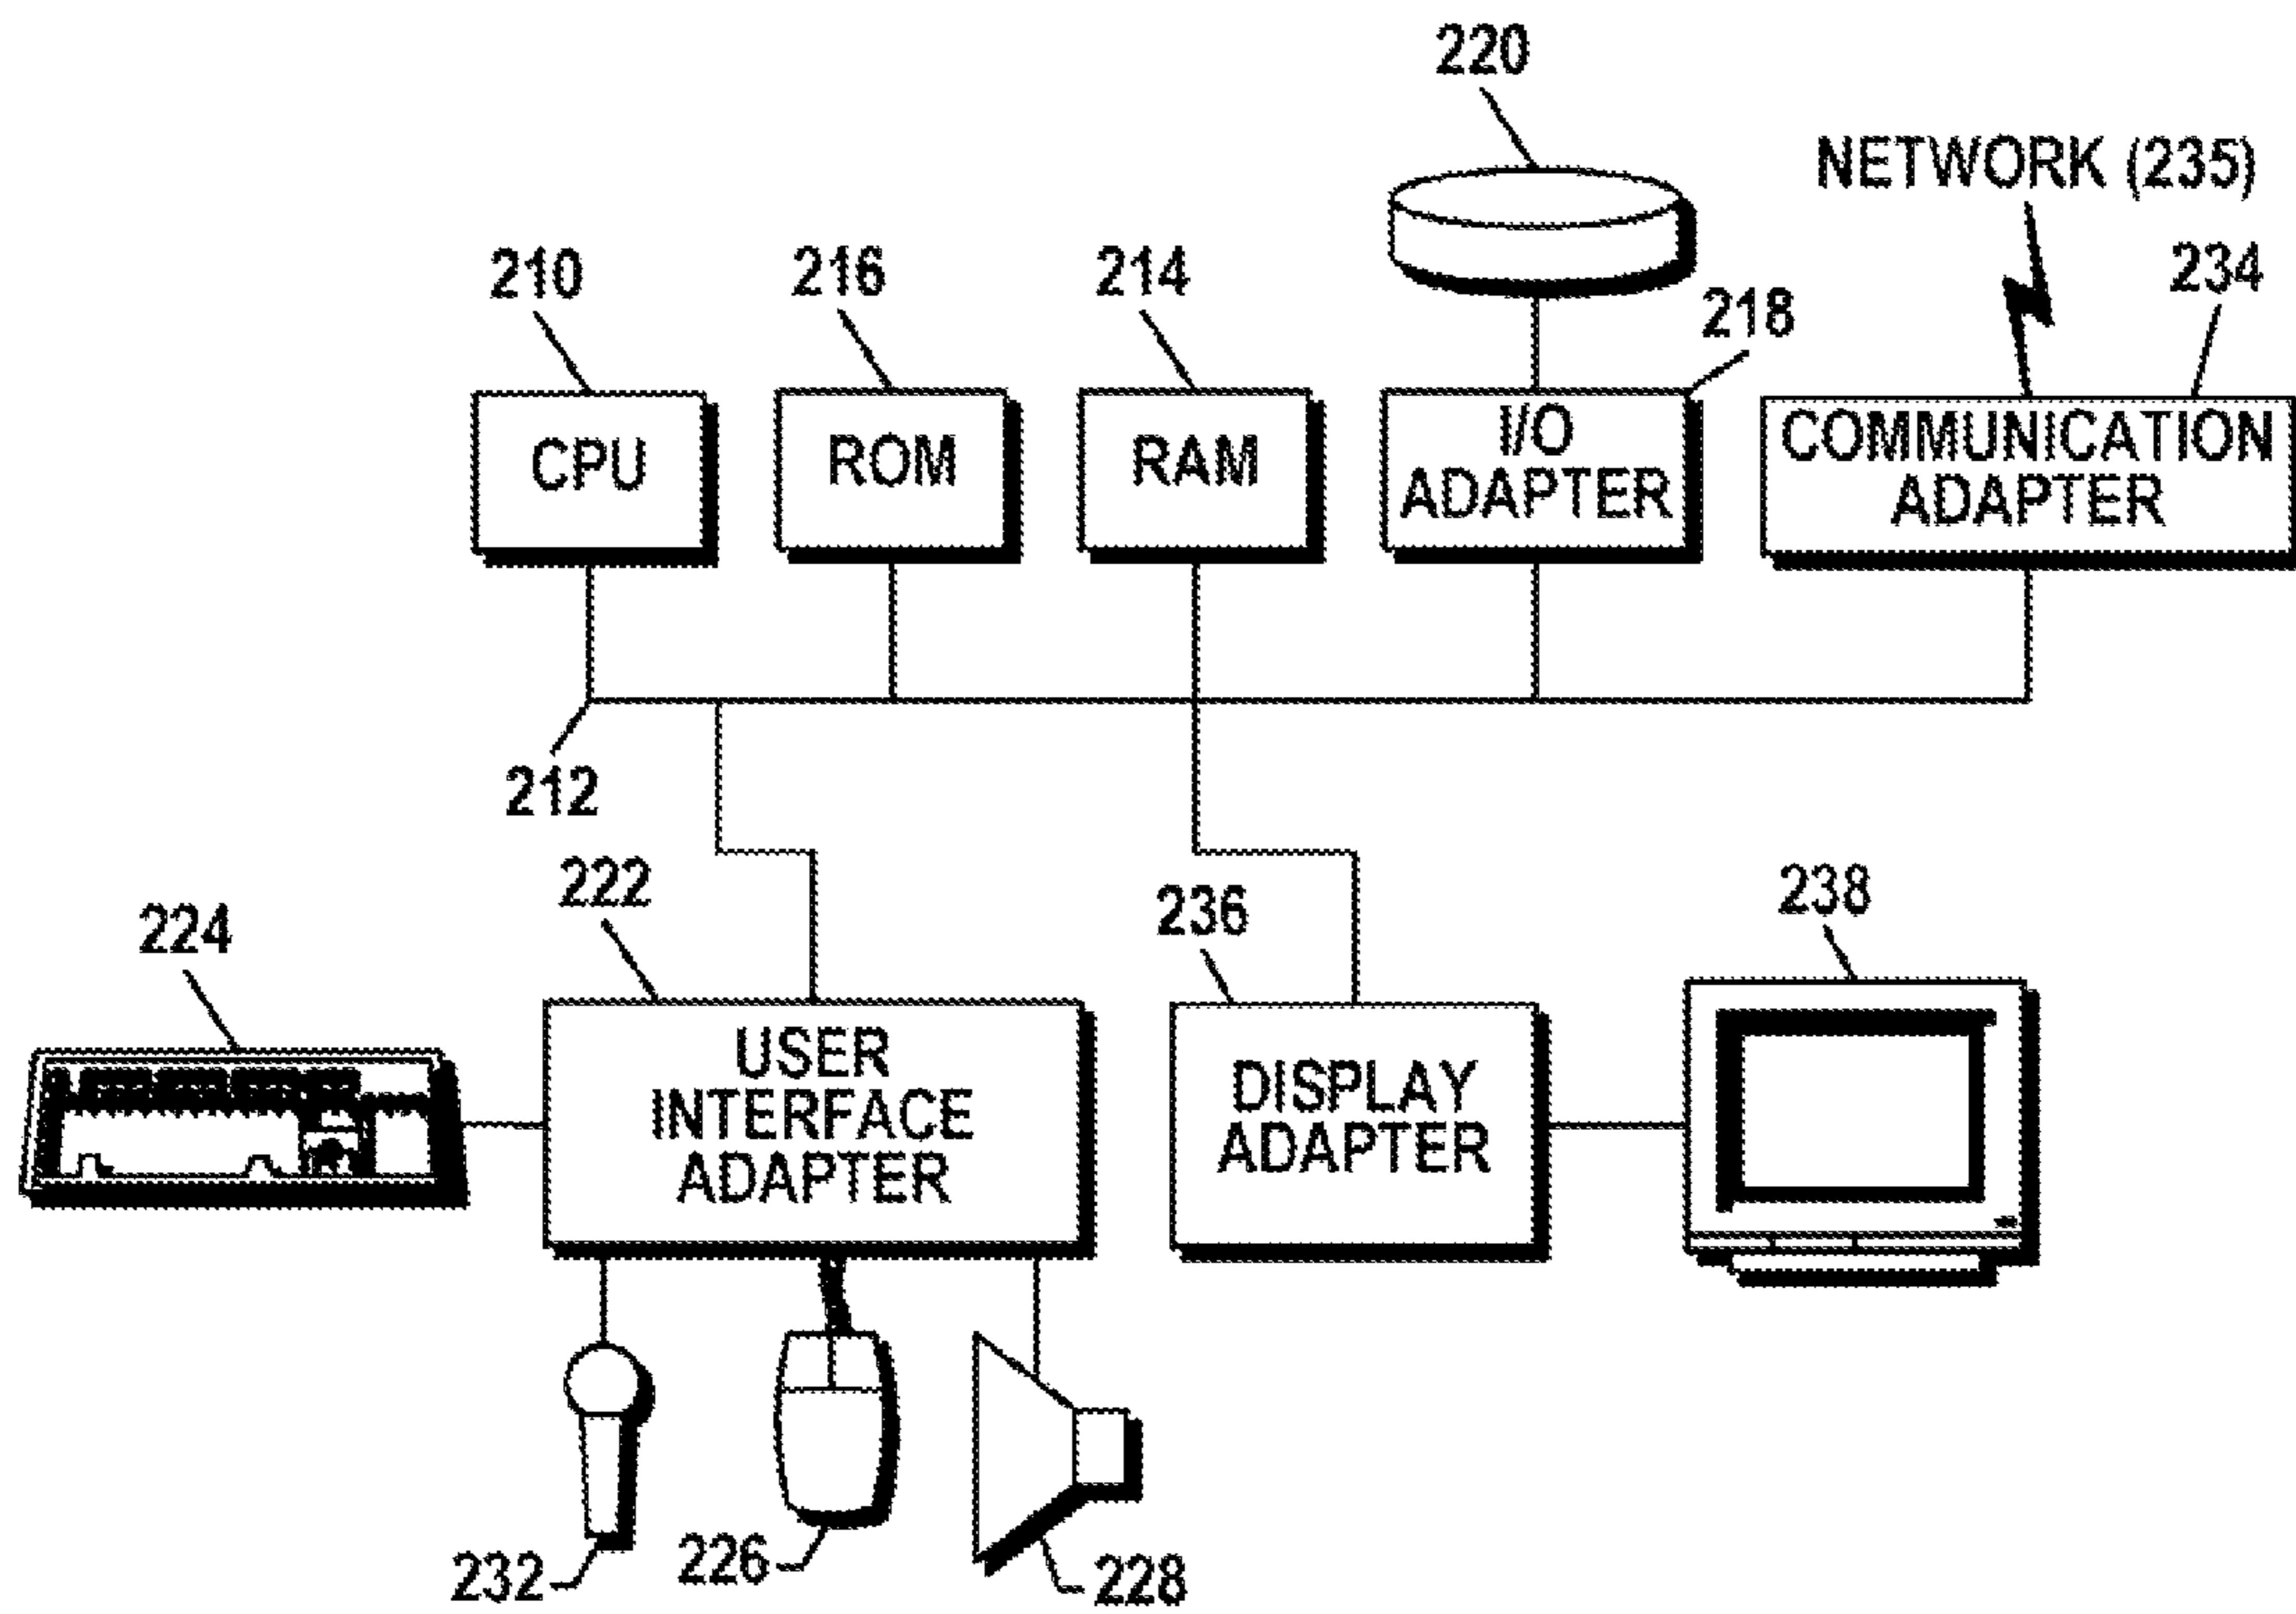 220
NETWORK (235)
210
216
214
218
234
CPU
ROM
RAM
I/O
ADAPTER
COMMUNICATION
ADAPTER
212
222
224
236
238
USER
INTERFACE
ADAPTER
DISPLAY
ADAPTER
232
226
228